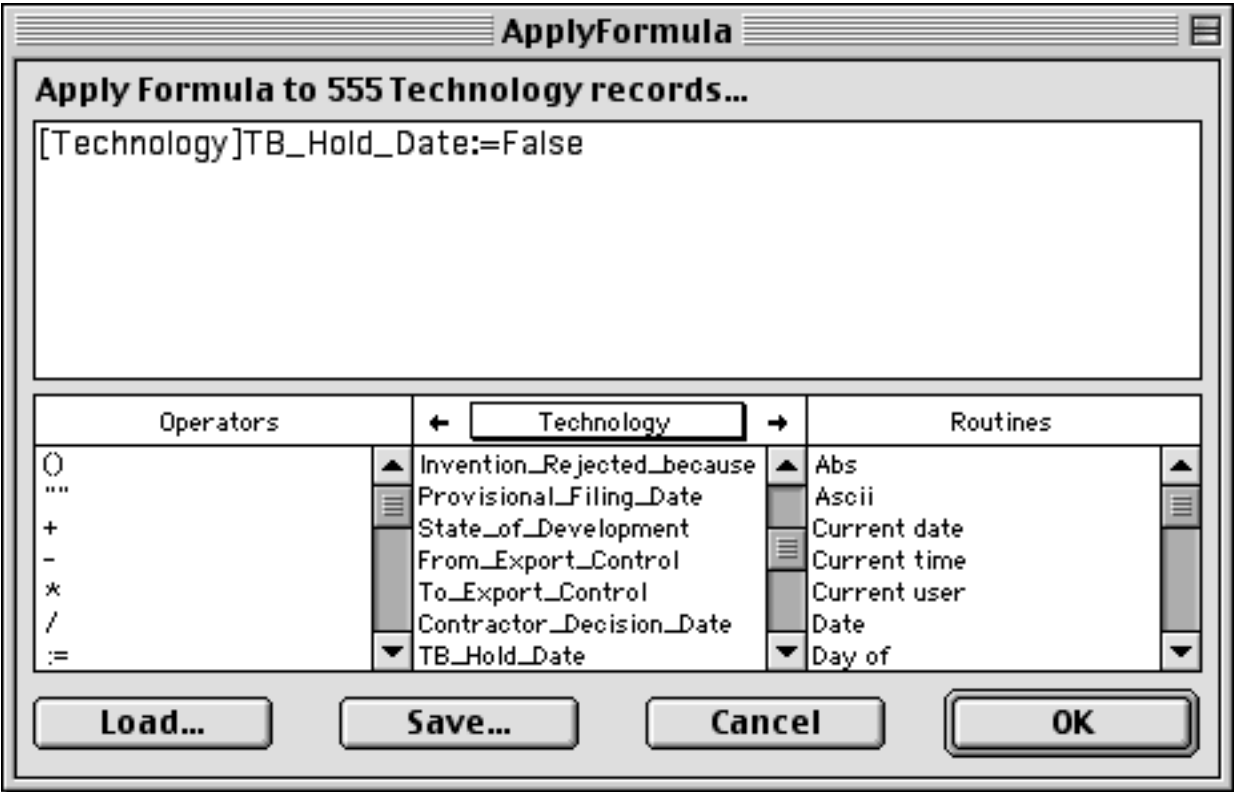 ApplyFormula
Apply Formula to 555 Technology records...
[Technology]TB_Hold_Date:=False
Operators
()
""
+
-
*
/
:=
← Technology →
Invention_Rejected_because
Provisional_Filing_Date
State_of_Development
From_Export_Control
To_Export_Control
Contractor_Decision_Date
TB_Hold_Date
Routines
Abs
Ascii
Current date
Current time
Current user
Date
Day of
Load...
Save...
Cancel
OK